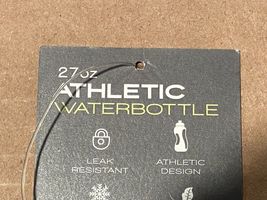 27oz
ATHLETIC
WATERBOTTLE
LEAK
RESISTANT
ATHLETIC
DESIGN